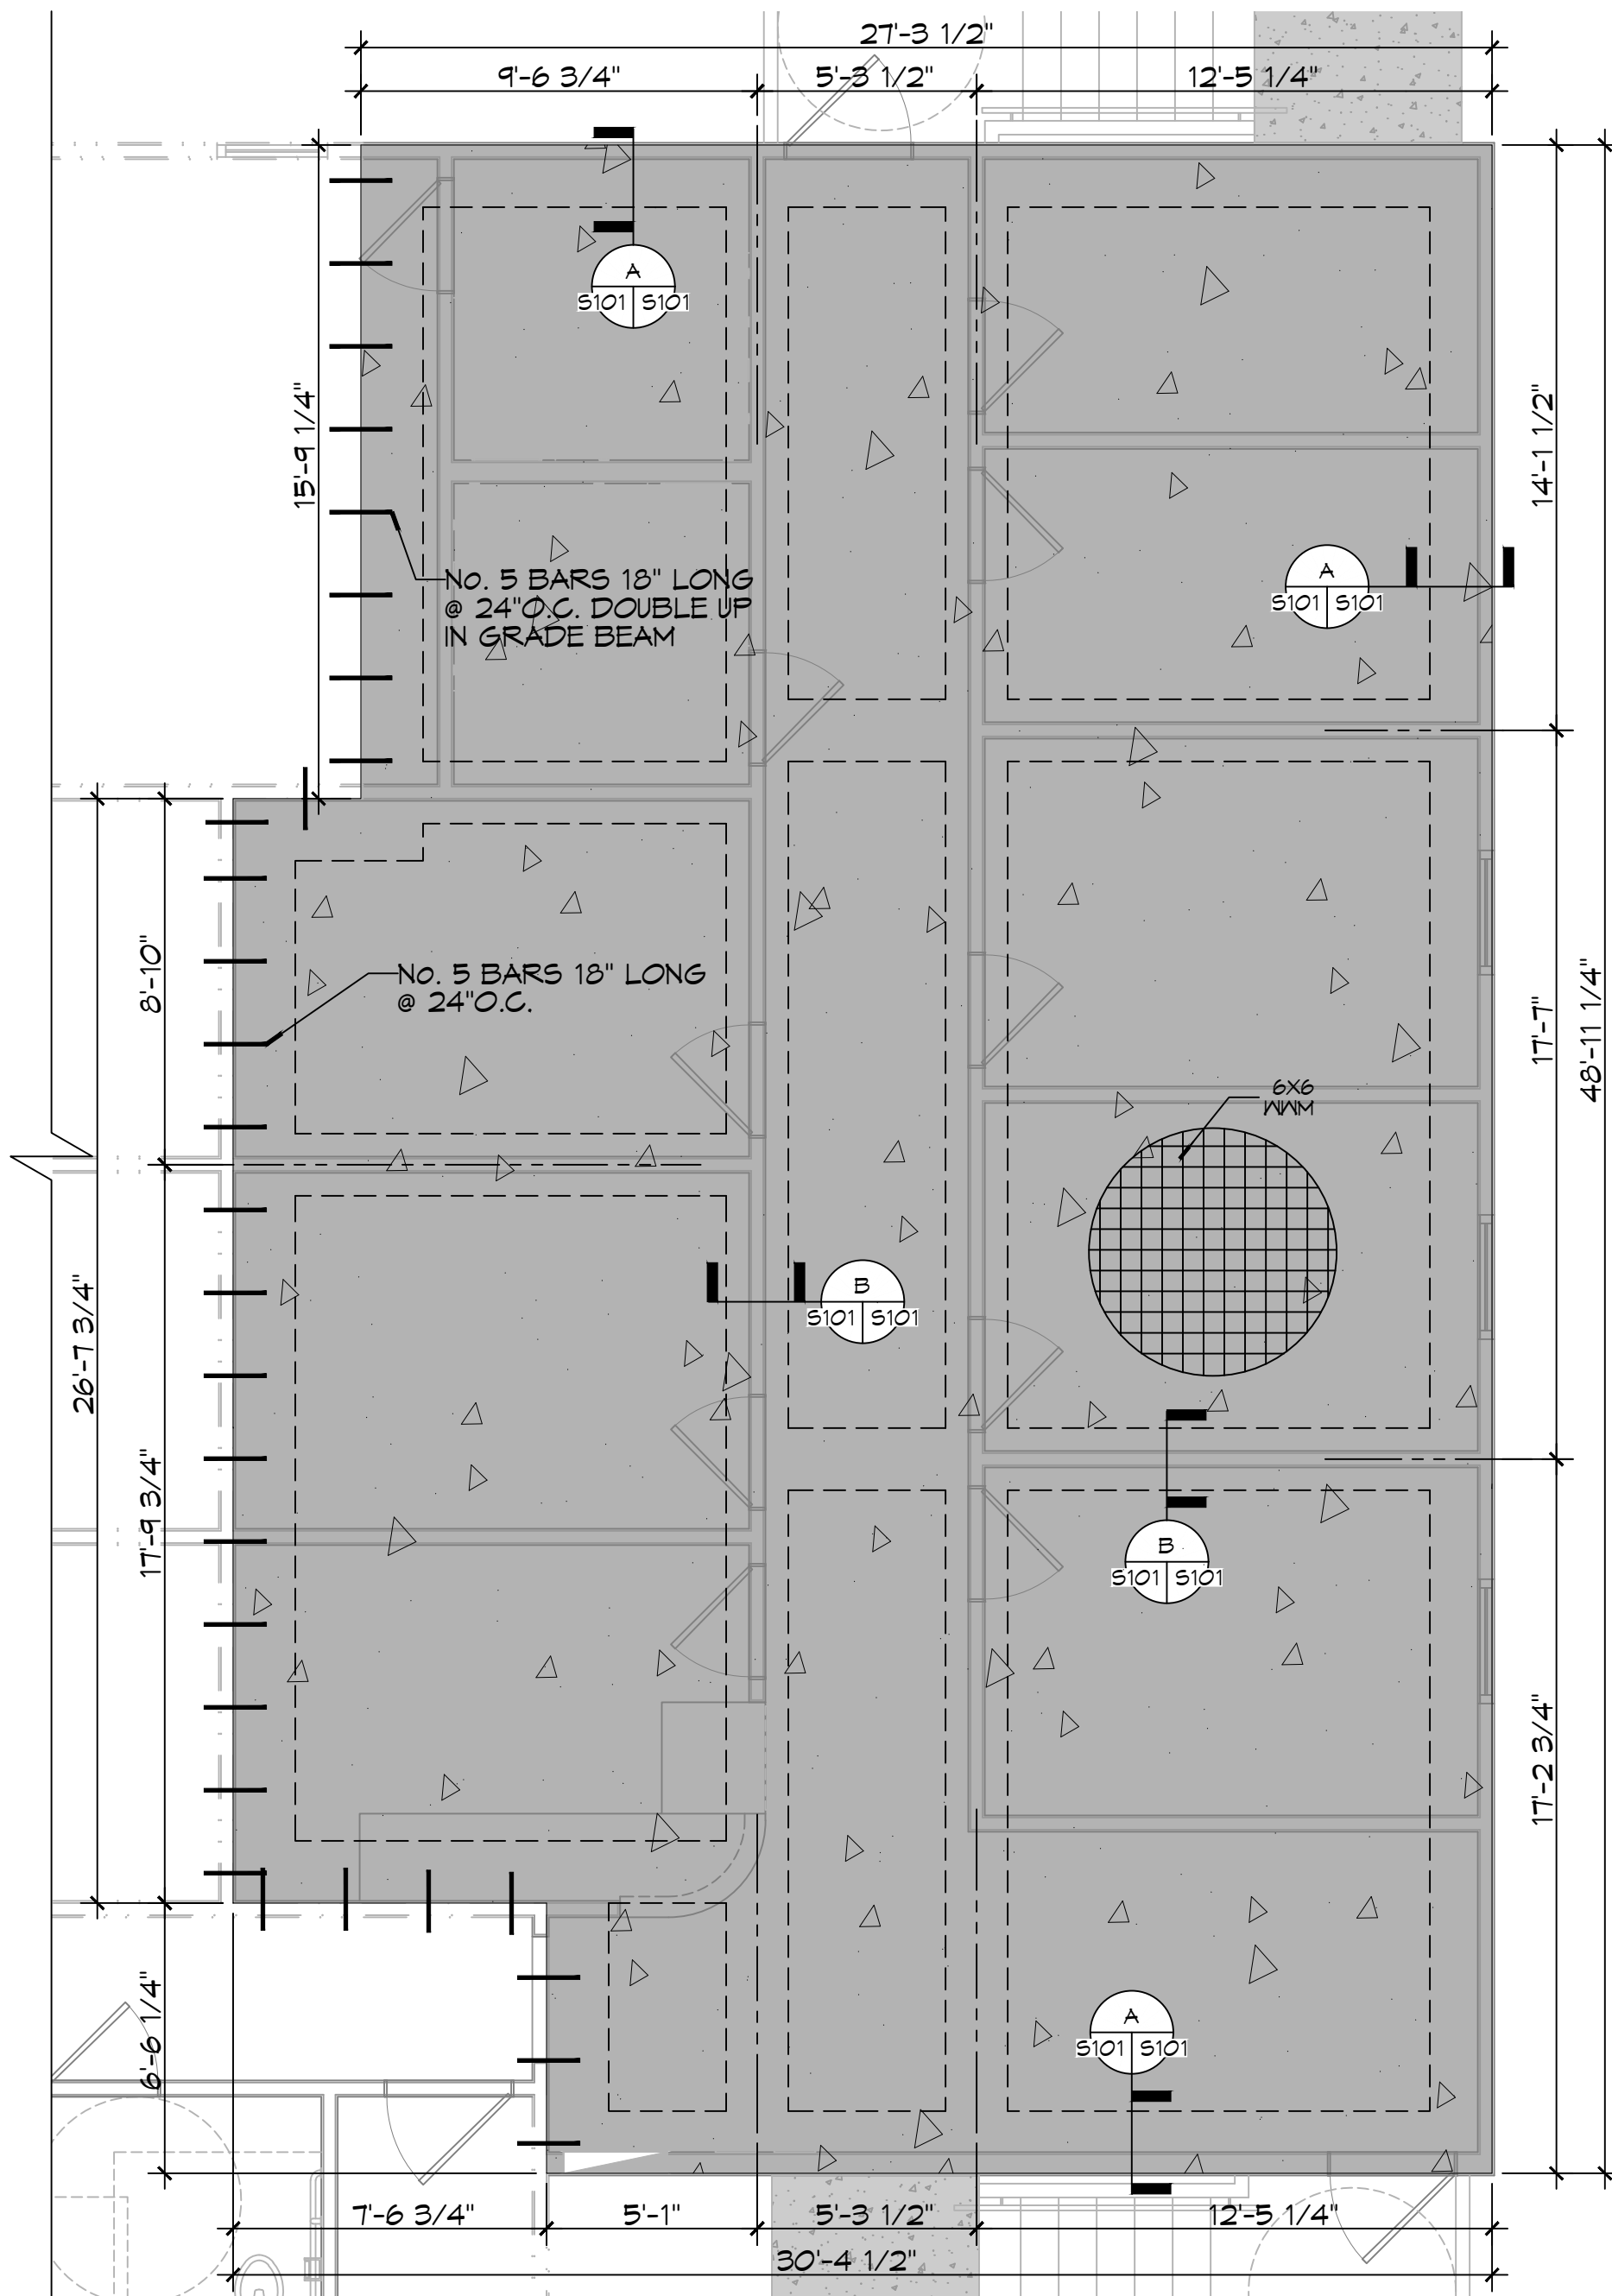 27'-3 1/2"
9'-6 3/4"
5'-3 1/2"
12'-5 1/4"
A
S101 S101
15'-9 1/4"
14'-1 1/2"
A
S101 S101
No. 5 BARS 18" LONG
@ 24"O.C. DOUBLE UP
IN GRADE BEAM
8'-10"
No. 5 BARS 18" LONG
@ 24"O.C.
17'-7"
48'-11 1/4"
6X6
WWM
26'-7 3/4"
B
S101 S101
17'-9 3/4"
B
S101 S101
17'-2 3/4"
6'-6 1/4"
A
S101 S101
7'-6 3/4"
5'-1"
5'-3 1/2"
12'-5 1/4"
30'-4 1/2"